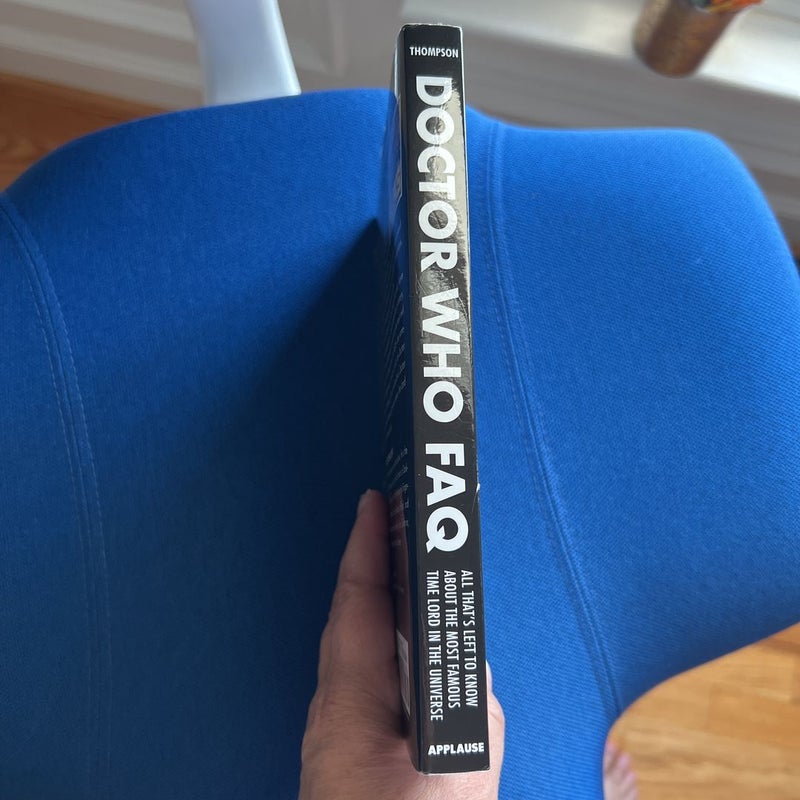 THOMPSON
DOCTOR WHO FAQ
ALL THAT'S LEFT TO KNOW
ABOUT THE MOST FAMOUS
TIME LORD IN THE UNIVERSE
APPLAUSE